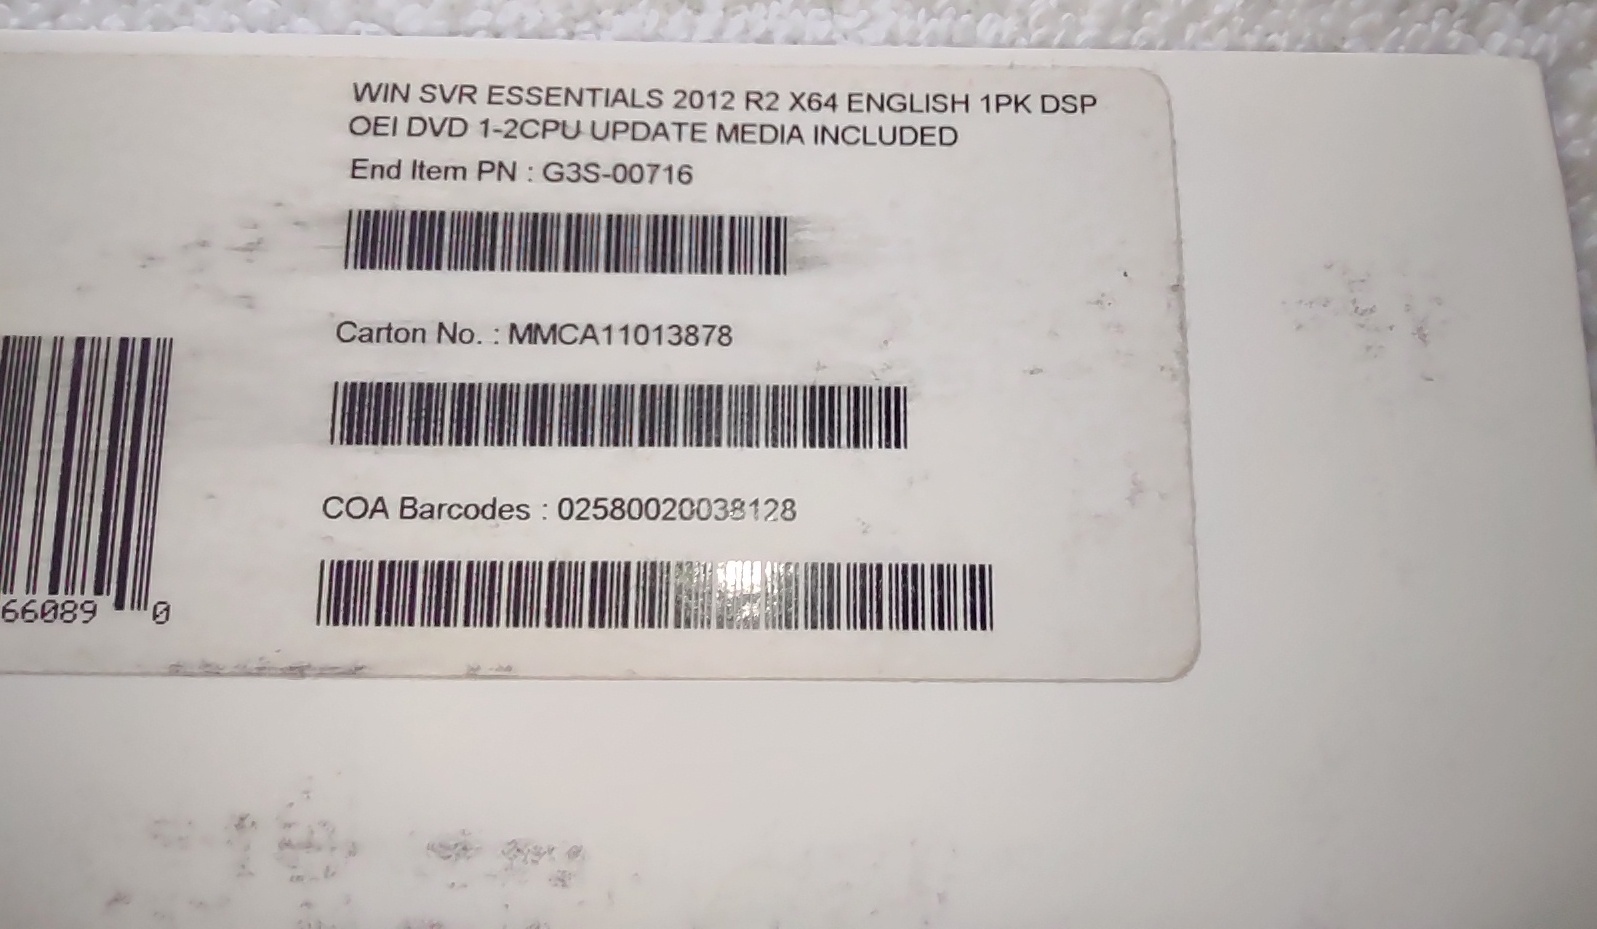 WIN SVR ESSENTIALS 2012 R2 X64 ENGLISH 1PK DSP
OEI DVD 1-2CPU UPDATE MEDIA INCLUDED
End Item PN : G3S-00716
Carton No. : MMCA11013878
COA Barcodes : 02580020038128
66089 0